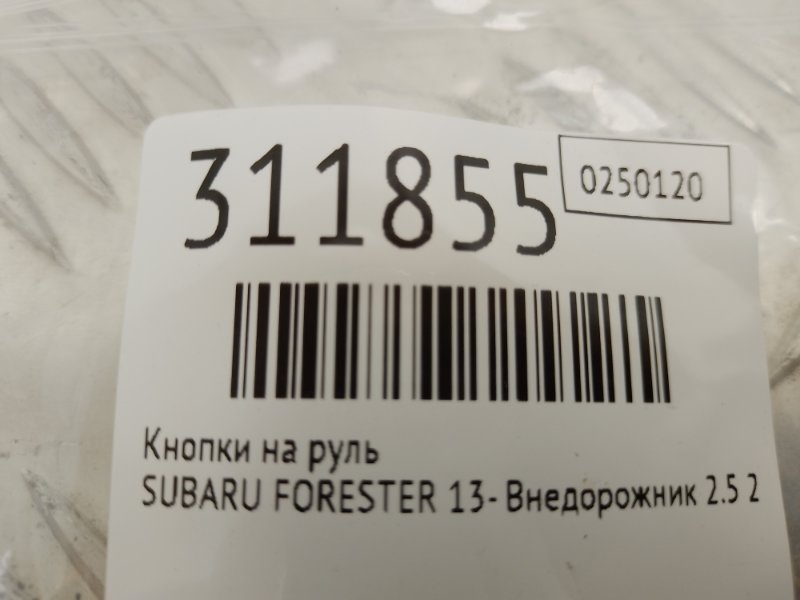 311855
0250120
Кнопки на руль
SUBARU FORESTER 13- Внедорожник 2.5 2